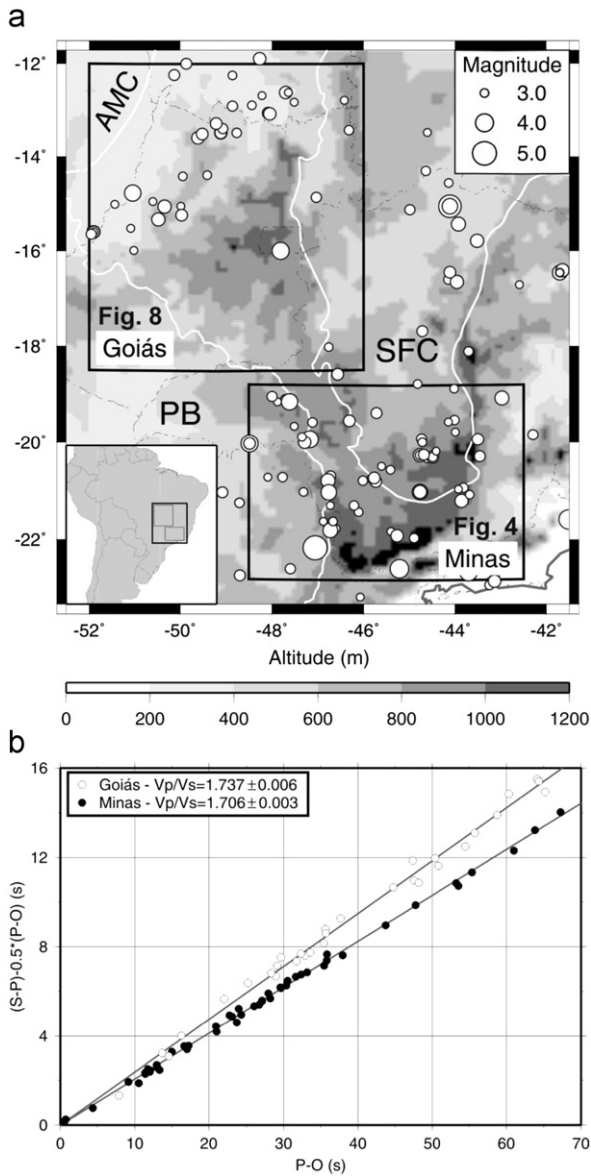 a
-12°
-14°
-16°
-18°
-20°
-22°
AMC
Magnitude
3.0
4.0
5.0
Fig. 8
Goiás
SFC
PB
Fig. 4
Minas
-52° -50° -48° -46° -44° -42°
Altitude (m)
0 200 400 600 800 1000 1200
b
16
12
8
4
0
(S-P)-0.5*(P-O) (s)
Goiás - Vp/Vs=1.737±0.006
Minas - Vp/Vs=1.706±0.003
0 10 20 30 40 50 60 70
P-O (s)